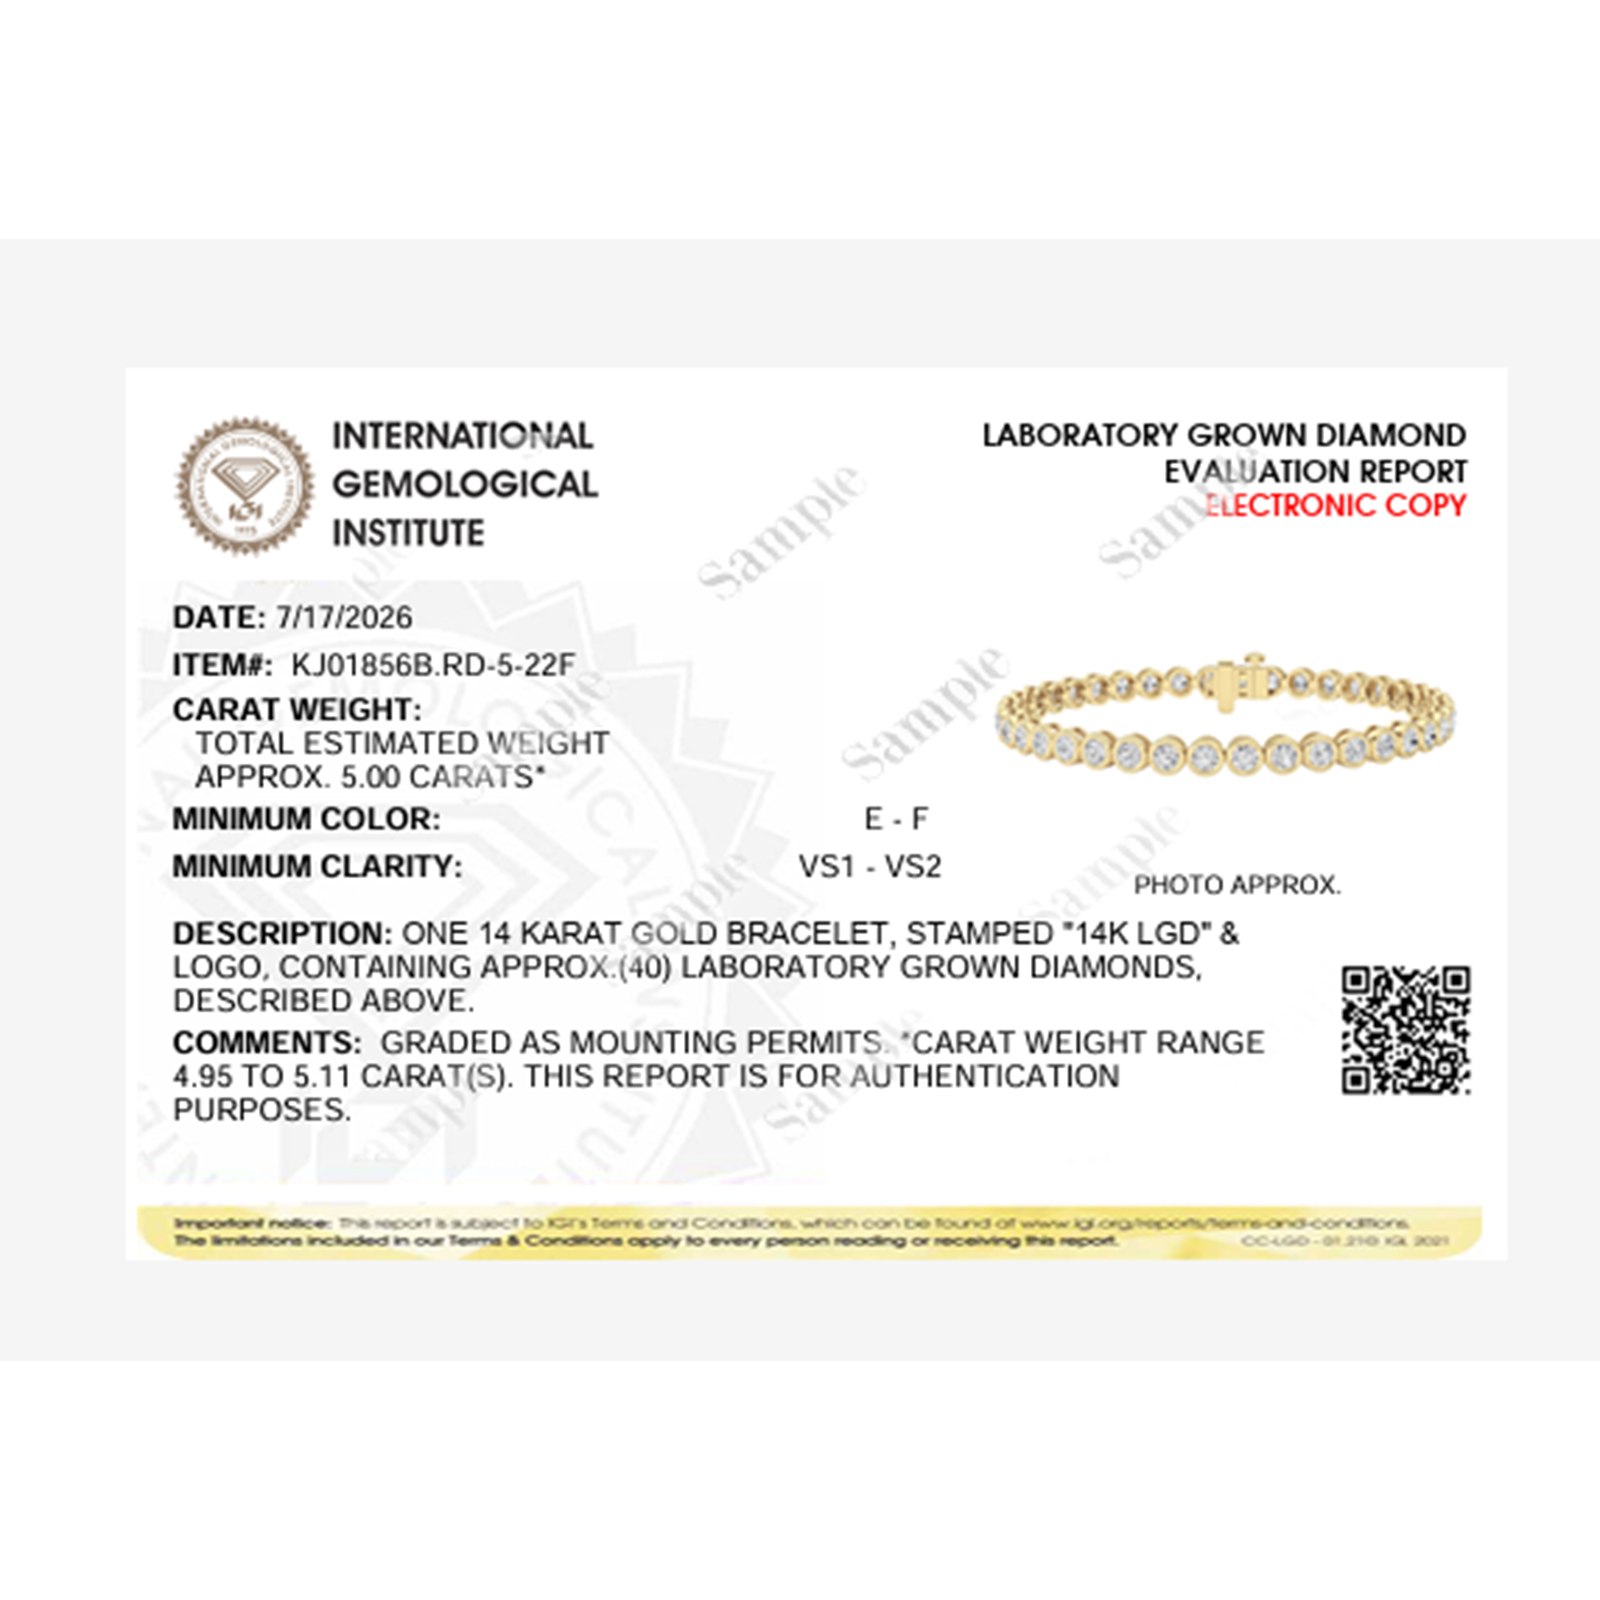 INTERNATIONAL
GEMOLOGICAL
INSTITUTE
LABORATORY GROWN DIAMOND
EVALUATION REPORT
ELECTRONIC COPY
DATE: 7/17/2026
ITEM#: KJ01856B.RD-5-22F
CARAT WEIGHT:
TOTAL ESTIMATED WEIGHT
APPROX. 5.00 CARATS*
MINIMUM COLOR: E - F
MINIMUM CLARITY: VS1 - VS2
PHOTO APPROX.
DESCRIPTION: ONE 14 KARAT GOLD BRACELET, STAMPED "14K LGD" &
LOGO, CONTAINING APPROX.(40) LABORATORY GROWN DIAMONDS,
DESCRIBED ABOVE.
COMMENTS: GRADED AS MOUNTING PERMITS. *CARAT WEIGHT RANGE
4.95 TO 5.11 CARAT(S). THIS REPORT IS FOR AUTHENTICATION
PURPOSES.
Important notice: This report is subject to IGI's Terms and Conditions, which can be found at www.igi.org/reports/terms-and-conditions.
The limitations included in our Terms & Conditions apply to every person reading or receiving this report.
Sample
Sample
Sample
Sample
Sample
Sample
Sample